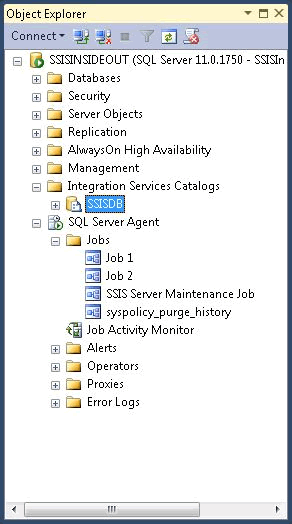 Object Explorer
Connect
SSISINSIDEOUT (SQL Server 11.0.1750 - SSISIn
Databases
Security
Server Objects
Replication
AlwaysOn High Availability
Management
Integration Services Catalogs
SSISDB
SQL Server Agent
Jobs
Job 1
Job 2
SSIS Server Maintenance Job
syspolicy_purge_history
Job Activity Monitor
Alerts
Operators
Proxies
Error Logs